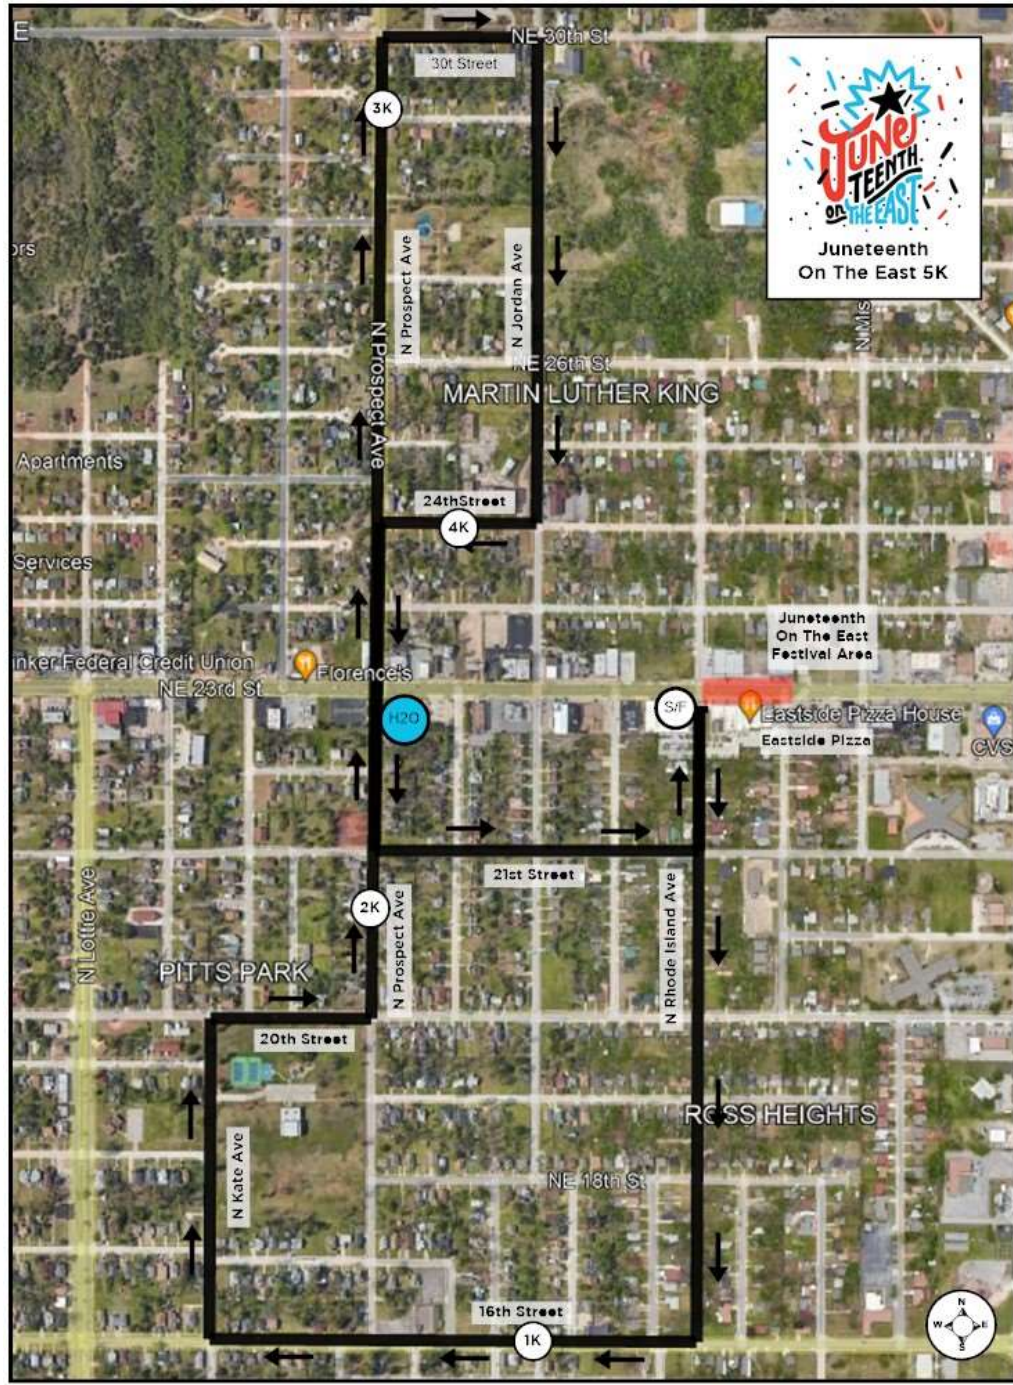 E
NE 30th St
30t Street
3K
JUNE
TEENTH
on THE EAST
Juneteenth
On The East 5K
ors
N Prospect Ave
N Jordan Ave
N Prospect Ave
N Mis
NE 26th St
MARTIN LUTHER KING
Apartments
24thStreet
4K
Services
Juneteenth
On The East
Festival Area
inker Federal Credit Union
Florence's
NE 23rd St
H2O
S/F
Eastside Pizza House
Eastside Pizza
CVS
21st Street
N Lottie Ave
2K
N Prospect Ave
N Rhode Island Ave
PITTS PARK
20th Street
ROSS HEIGHTS
N Kate Ave
NE 18th St
16th Street
1K
N
W E
S